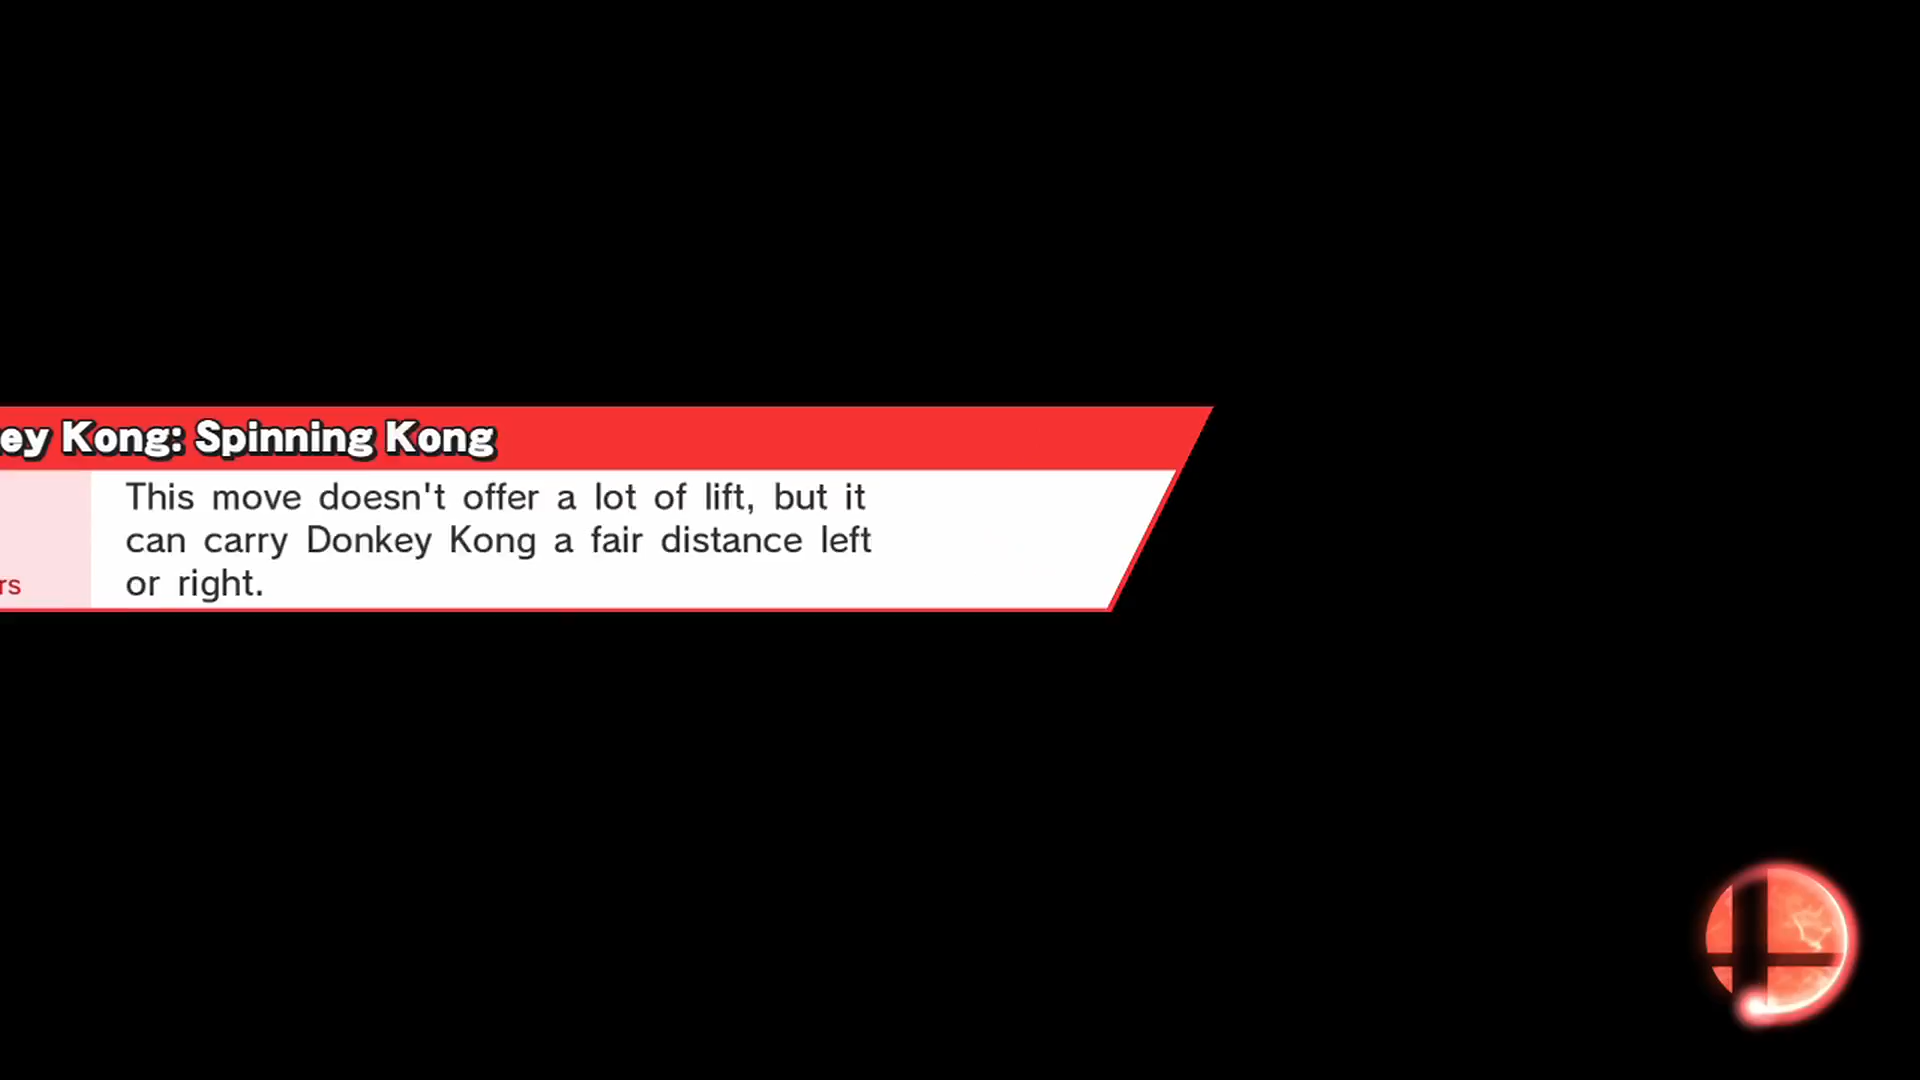 ey Kong: Spinning Kong
This move doesn't offer a lot of lift, but it
can carry Donkey Kong a fair distance left
or right.
rs